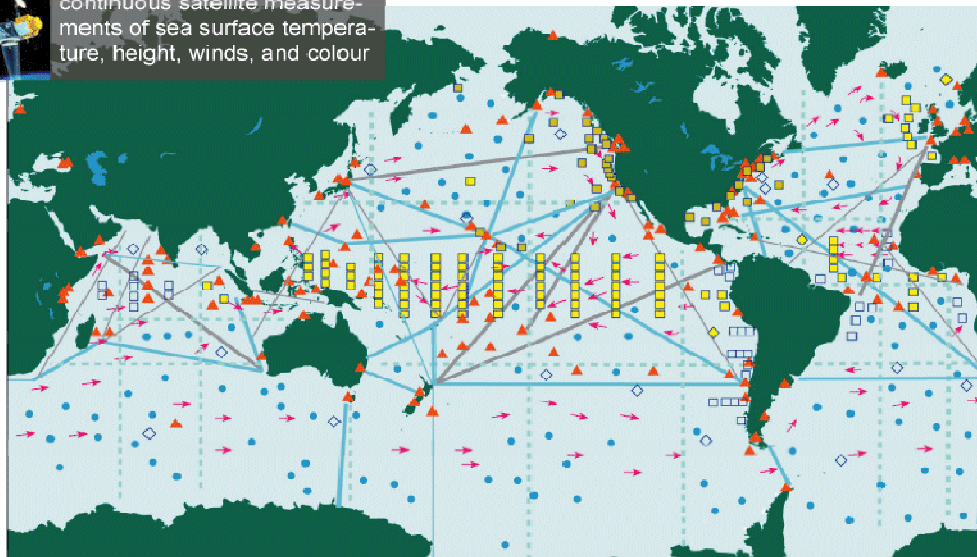 continuous satellite measure-
ments of sea surface tempera-
ture, height, winds, and colour